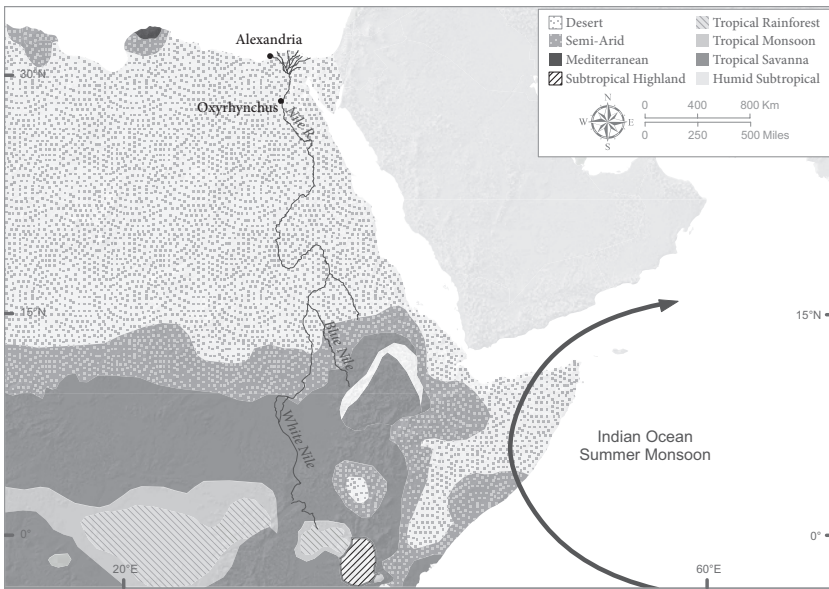 Desert
Semi-Arid
Mediterranean
Subtropical Highland
Tropical Rainforest
Tropical Monsoon
Tropical Savanna
Humid Subtropical
N
W E
S
0 400 800 Km
0 250 500 Miles
Alexandria
30°N
Oxyrhynchus
Nile R.
15°N
15°N
Blue Nile
White Nile
Indian Ocean
Summer Monsoon
0°
0°
20°E
60°E